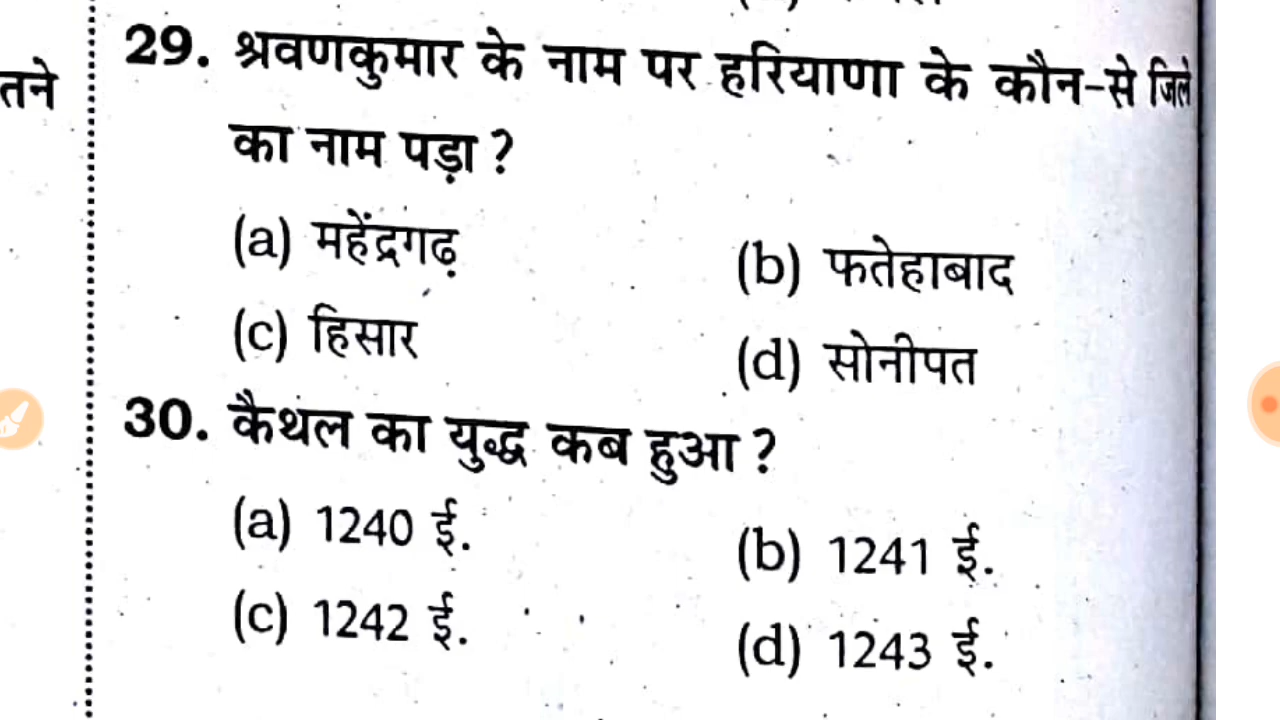 29. श्रवणकुमार के नाम पर हरियाणा के कौन-से जिले
तने
का नाम पड़ा ?
(a) महेंद्रगढ़ (b) फतेहाबाद
(c) हिसार (d) सोनीपत
30. कैथल का युद्ध कब हुआ ?
(a) 1240 ई. (b) 1241 ई.
(c) 1242 ई. (d) 1243 ई.